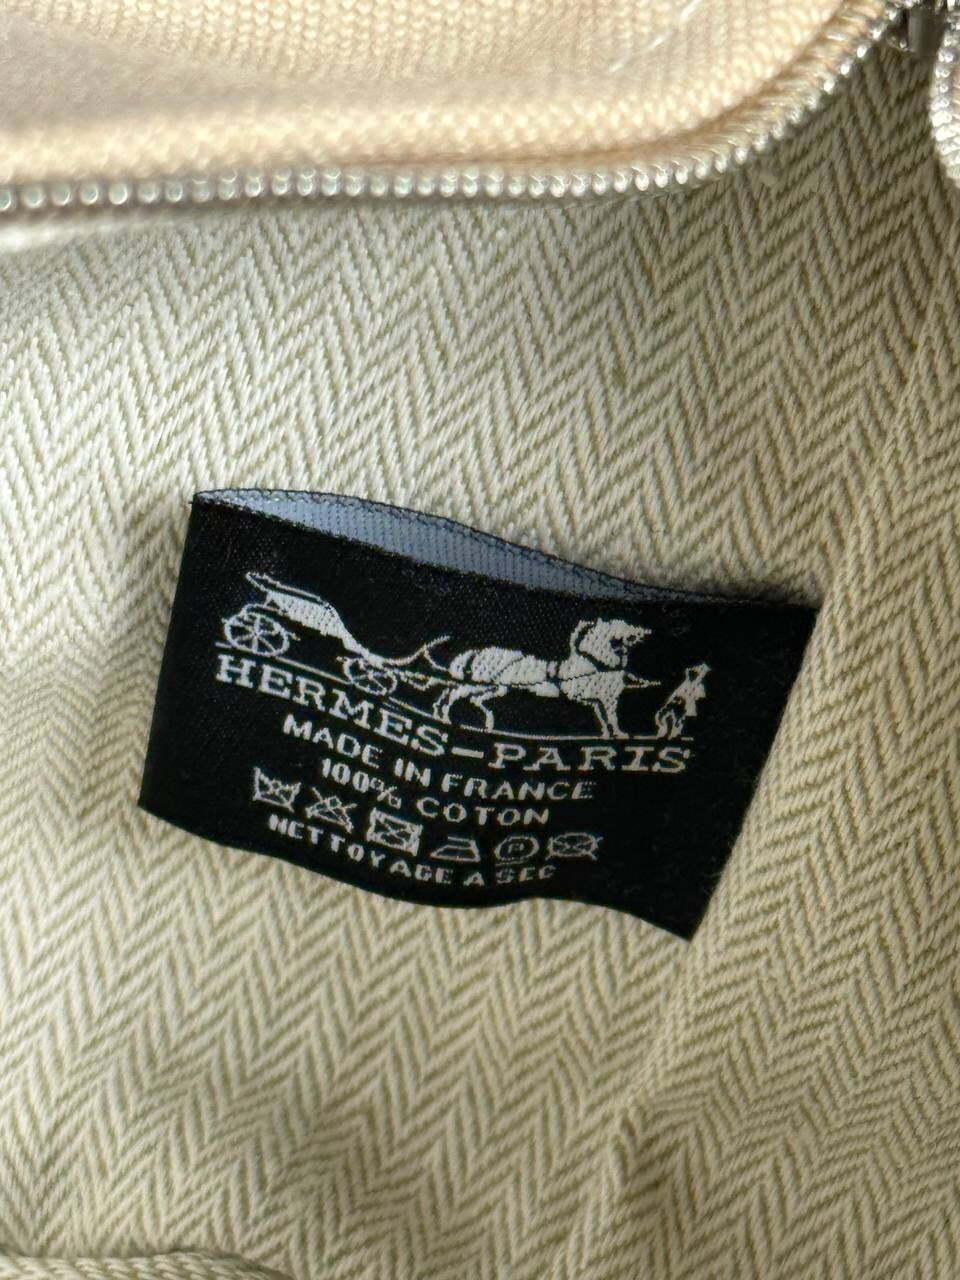 HERMES-PARIS
MADE IN FRANCE
100% COTON
NETTOYAGE A SEC